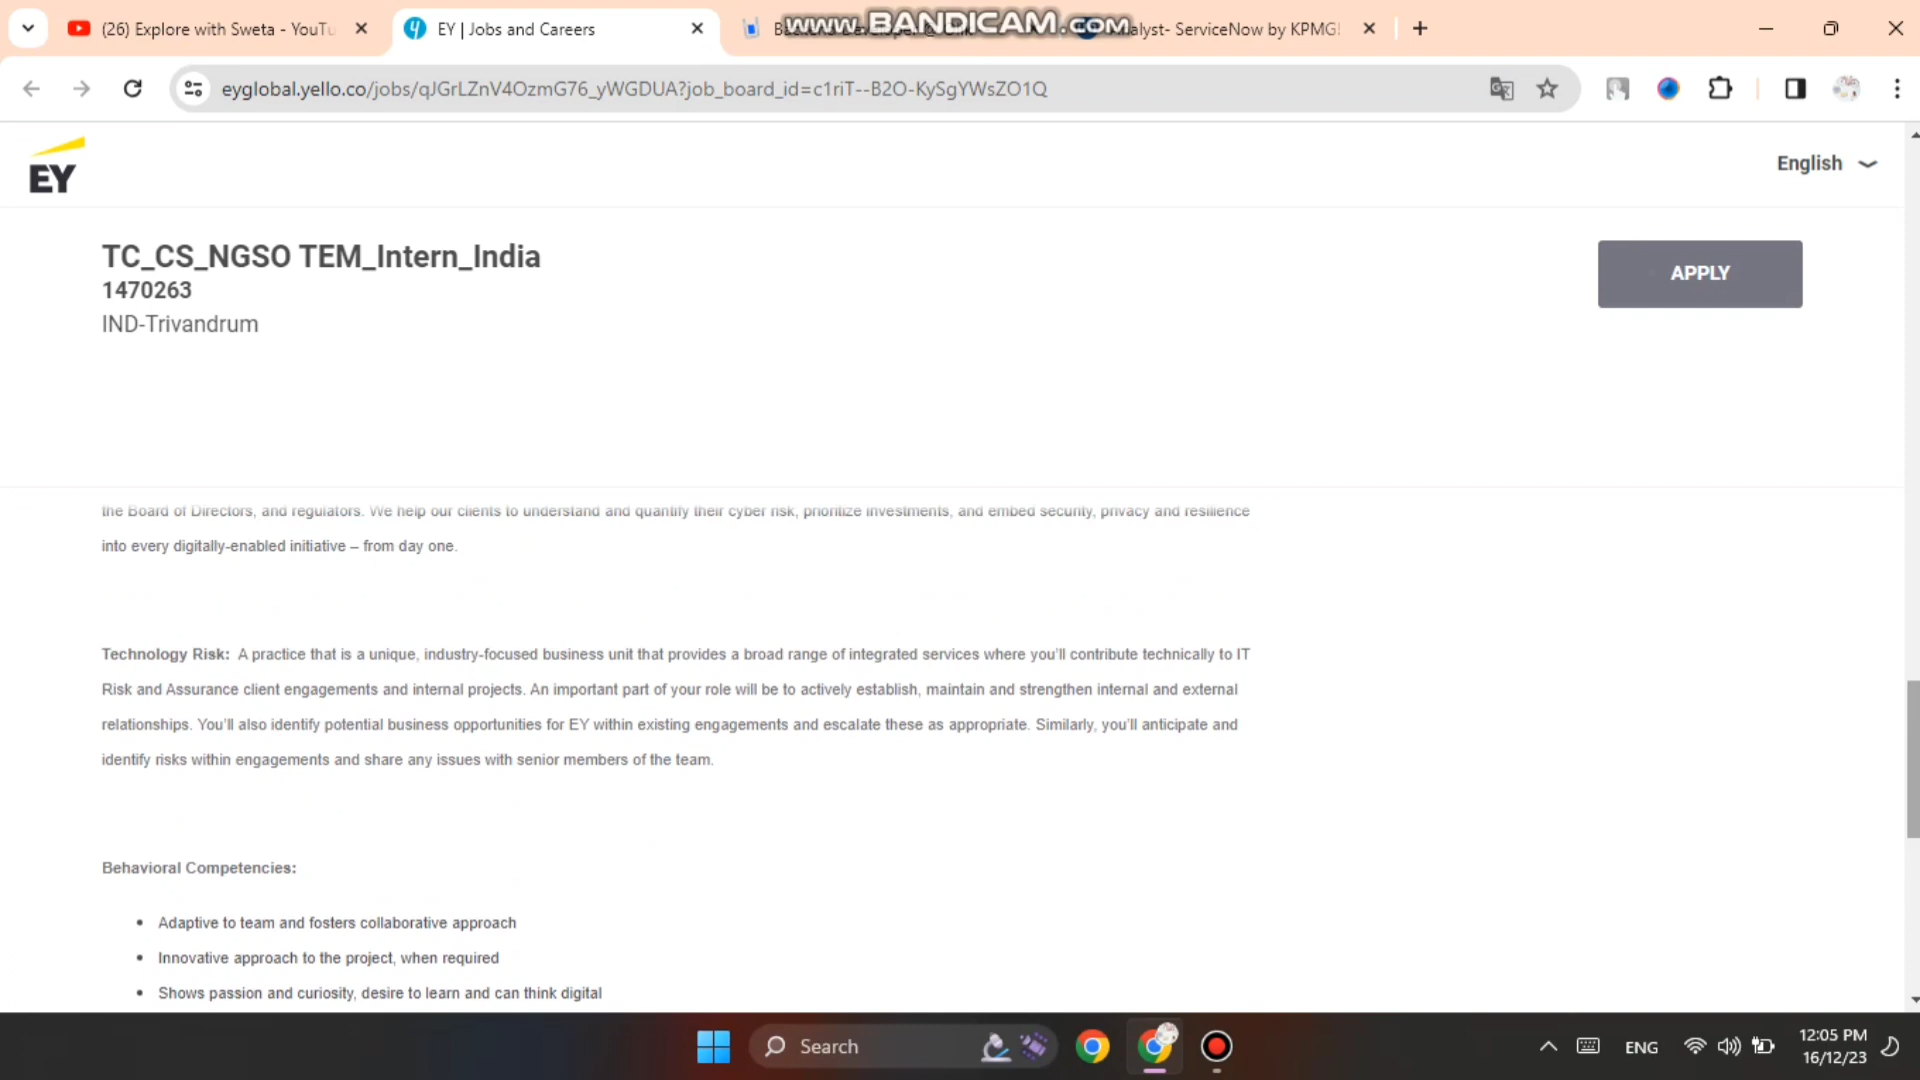 (26) Explore with Sweta - YouTu
EY | Jobs and Careers
www.BANDICAM.com
alyst- ServiceNow by KPMG
eyglobal.yello.co/jobs/qJGrLZnV4OzmG76_yWGDUA?job_board_id=c1riT--B2O-KySgYWsZO1Q
EY
English
TC_CS_NGSO TEM_Intern_India
1470263
IND-Trivandrum
APPLY
the Board of Directors, and regulators. We help our clients to understand and quantify their cyber risk, prioritize investments, and embed security, privacy and resilience
into every digitally-enabled initiative – from day one.
Technology Risk: A practice that is a unique, industry-focused business unit that provides a broad range of integrated services where you'll contribute technically to IT
Risk and Assurance client engagements and internal projects. An important part of your role will be to actively establish, maintain and strengthen internal and external
relationships. You'll also identify potential business opportunities for EY within existing engagements and escalate these as appropriate. Similarly, you'll anticipate and
identify risks within engagements and share any issues with senior members of the team.
Behavioral Competencies:
• Adaptive to team and fosters collaborative approach
• Innovative approach to the project, when required
• Shows passion and curiosity, desire to learn and can think digital
Search
ENG
12:05 PM
16/12/23